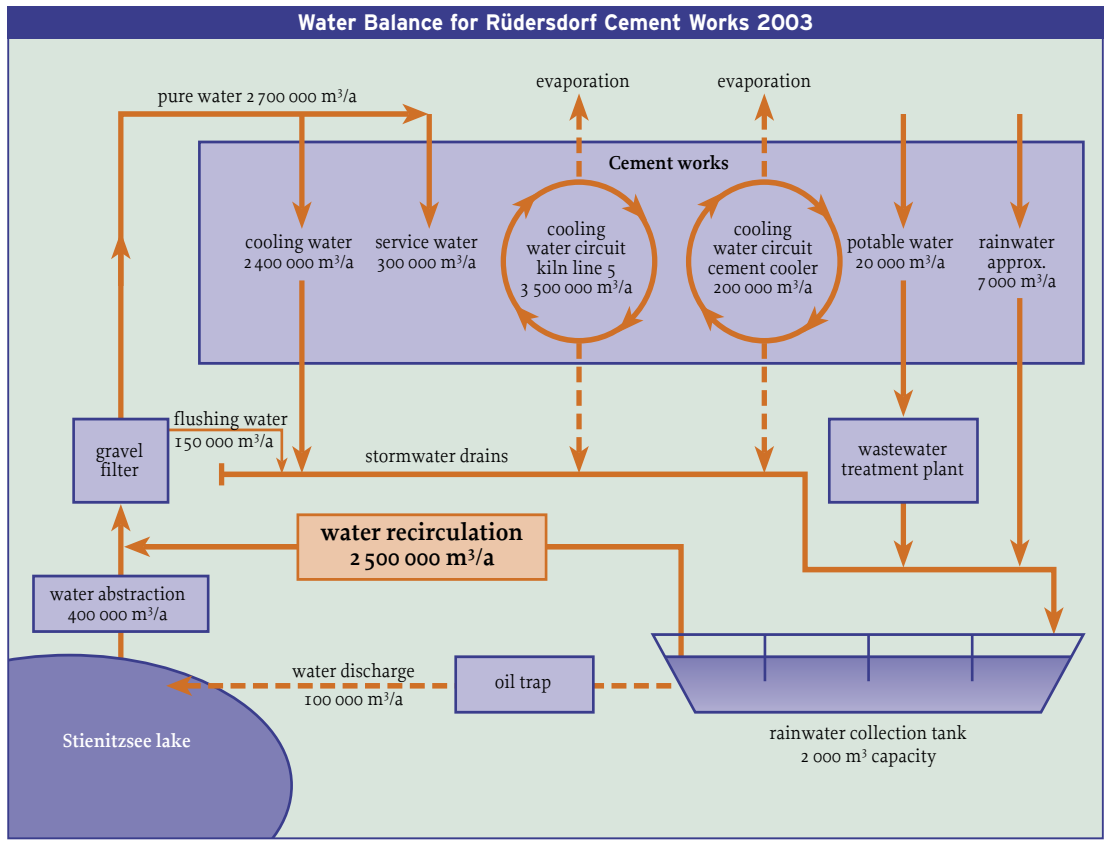 Water Balance for Rüdersdorf Cement Works 2003
evaporation
evaporation
pure water 2 700 000 m³/a
Cement works
cooling water
2 400 000 m³/a
service water
300 000 m³/a
cooling
water circuit
kiln line 5
3 500 000 m³/a
cooling
water circuit
cement cooler
200 000 m³/a
potable water
20 000 m³/a
rainwater
approx.
7 000 m³/a
flushing water
150 000 m³/a
gravel
filter
stormwater drains
wastewater
treatment plant
water recirculation
2 500 000 m³/a
water abstraction
400 000 m³/a
water discharge
100 000 m³/a
oil trap
Stienitzsee lake
rainwater collection tank
2 000 m³ capacity